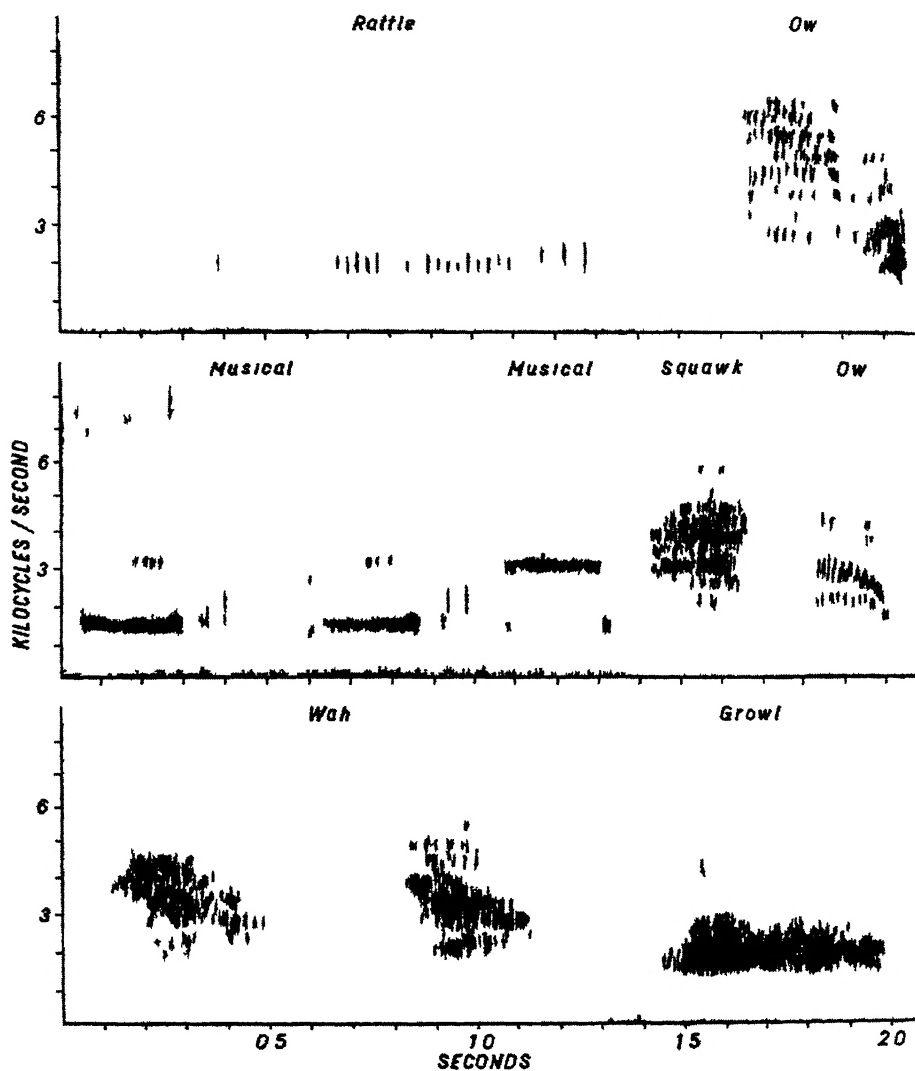 Rattle Ow
6
3
Musical Musical Squawk Ow
6
3
KILOCYCLES / SECOND
Wah Growl
6
3
05 10 15 20
SECONDS